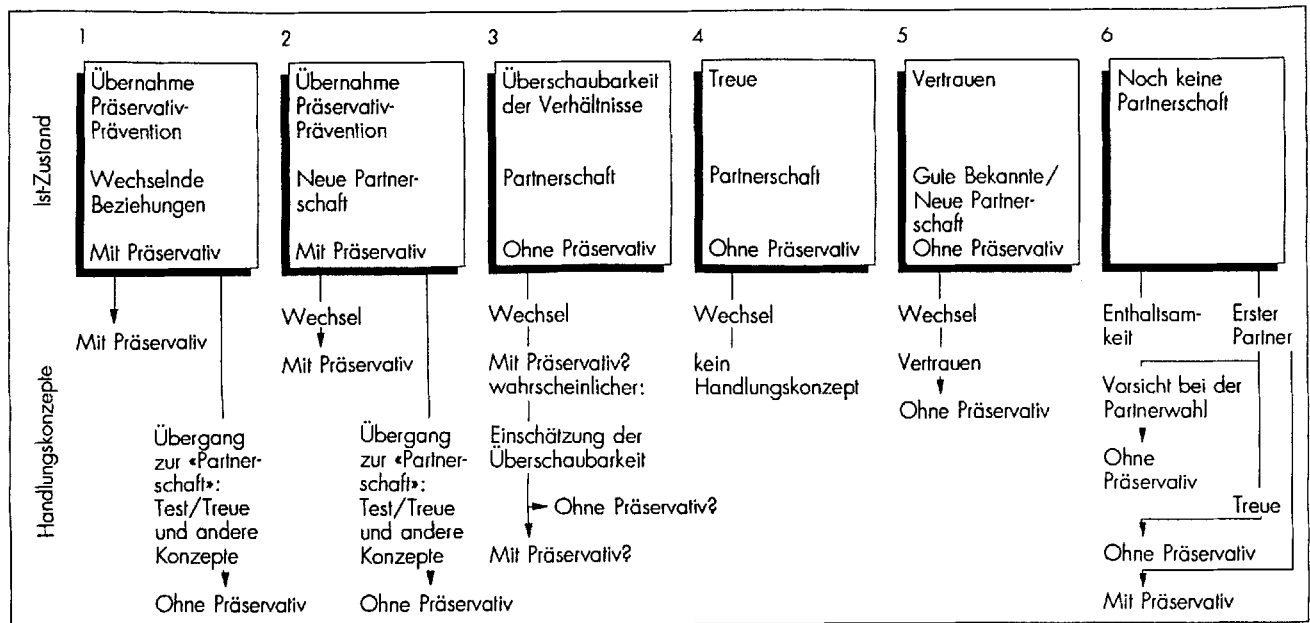 1
2
3
4
5
6
Ist-Zustand
Übernahme
Präservativ-
Prävention
Wechselnde
Beziehungen
Mit Präservativ
Übernahme
Präservativ-
Prävention
Neue Partner-
schaft
Mit Präservativ
Überschaubarkeit
der Verhältnisse
Partnerschaft
Ohne Präservativ
Treue
Partnerschaft
Ohne Präservativ
Vertrauen
Gute Bekannte/
Neue Partner-
schaft
Ohne Präservativ
Noch keine
Partnerschaft
Handlungskonzepte
Mit Präservativ
Übergang
zur «Partner-
schaft»:
Test/Treue
und andere
Konzepte
Ohne Präservativ
Wechsel
Mit Präservativ
Übergang
zur «Partner-
schaft»:
Test/Treue
und andere
Konzepte
Ohne Präservativ
Wechsel
Mit Präservativ?
wahrscheinlicher:
Einschätzung der
Überschaubarkeit
Ohne Präservativ?
Mit Präservativ?
Wechsel
kein
Handlungskonzept
Wechsel
Vertrauen
Ohne Präservativ
Enthaltsam-
keit
Erster
Partner
Vorsicht bei der
Partnerwahl
Ohne
Präservativ
Treue
Ohne Präservativ
Mit Präservativ